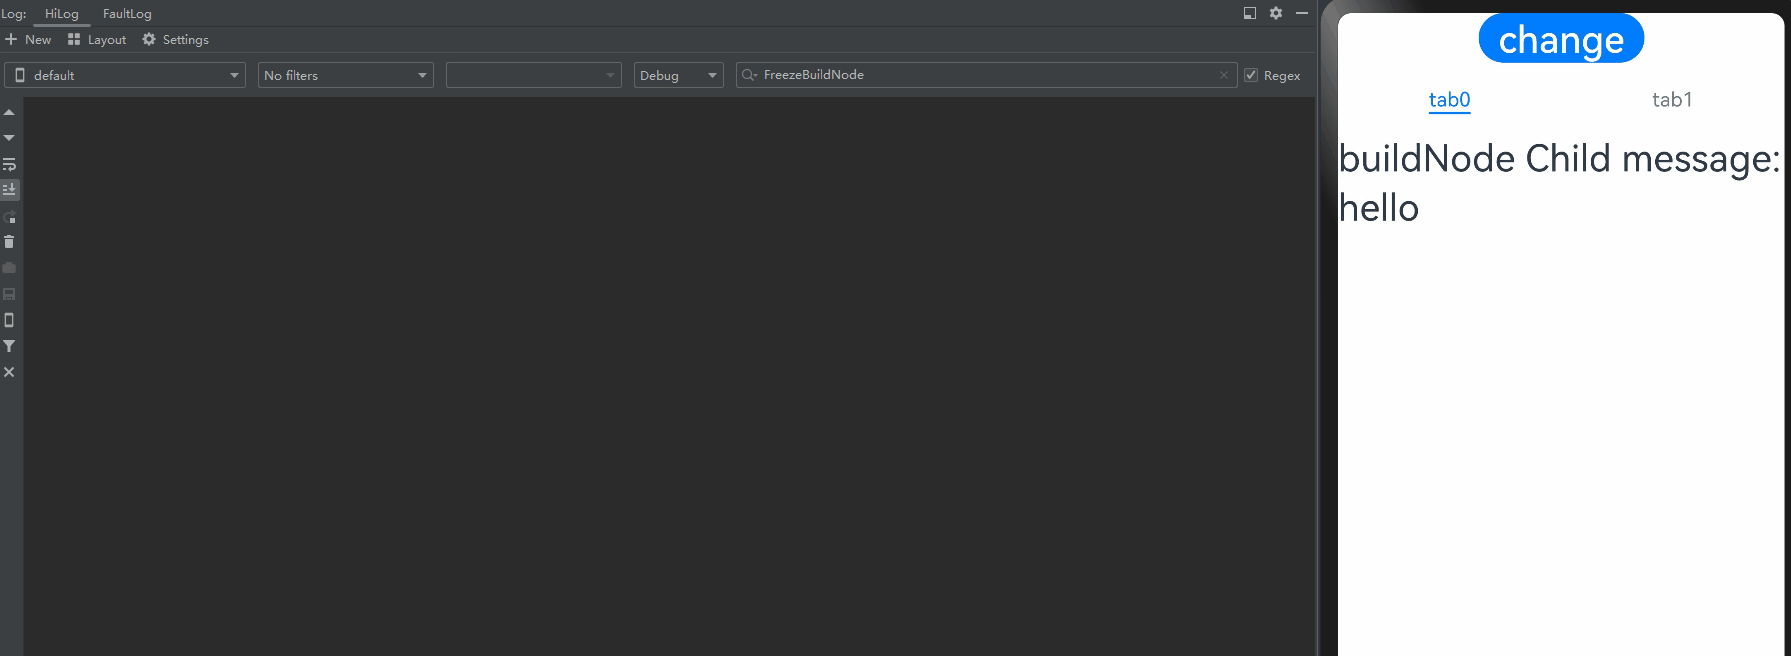 Log: HiLog FaultLog
New Layout Settings
default No filters Debug FreezeBuildNode Regex
change
tab0 tab1
buildNode Child message:
hello